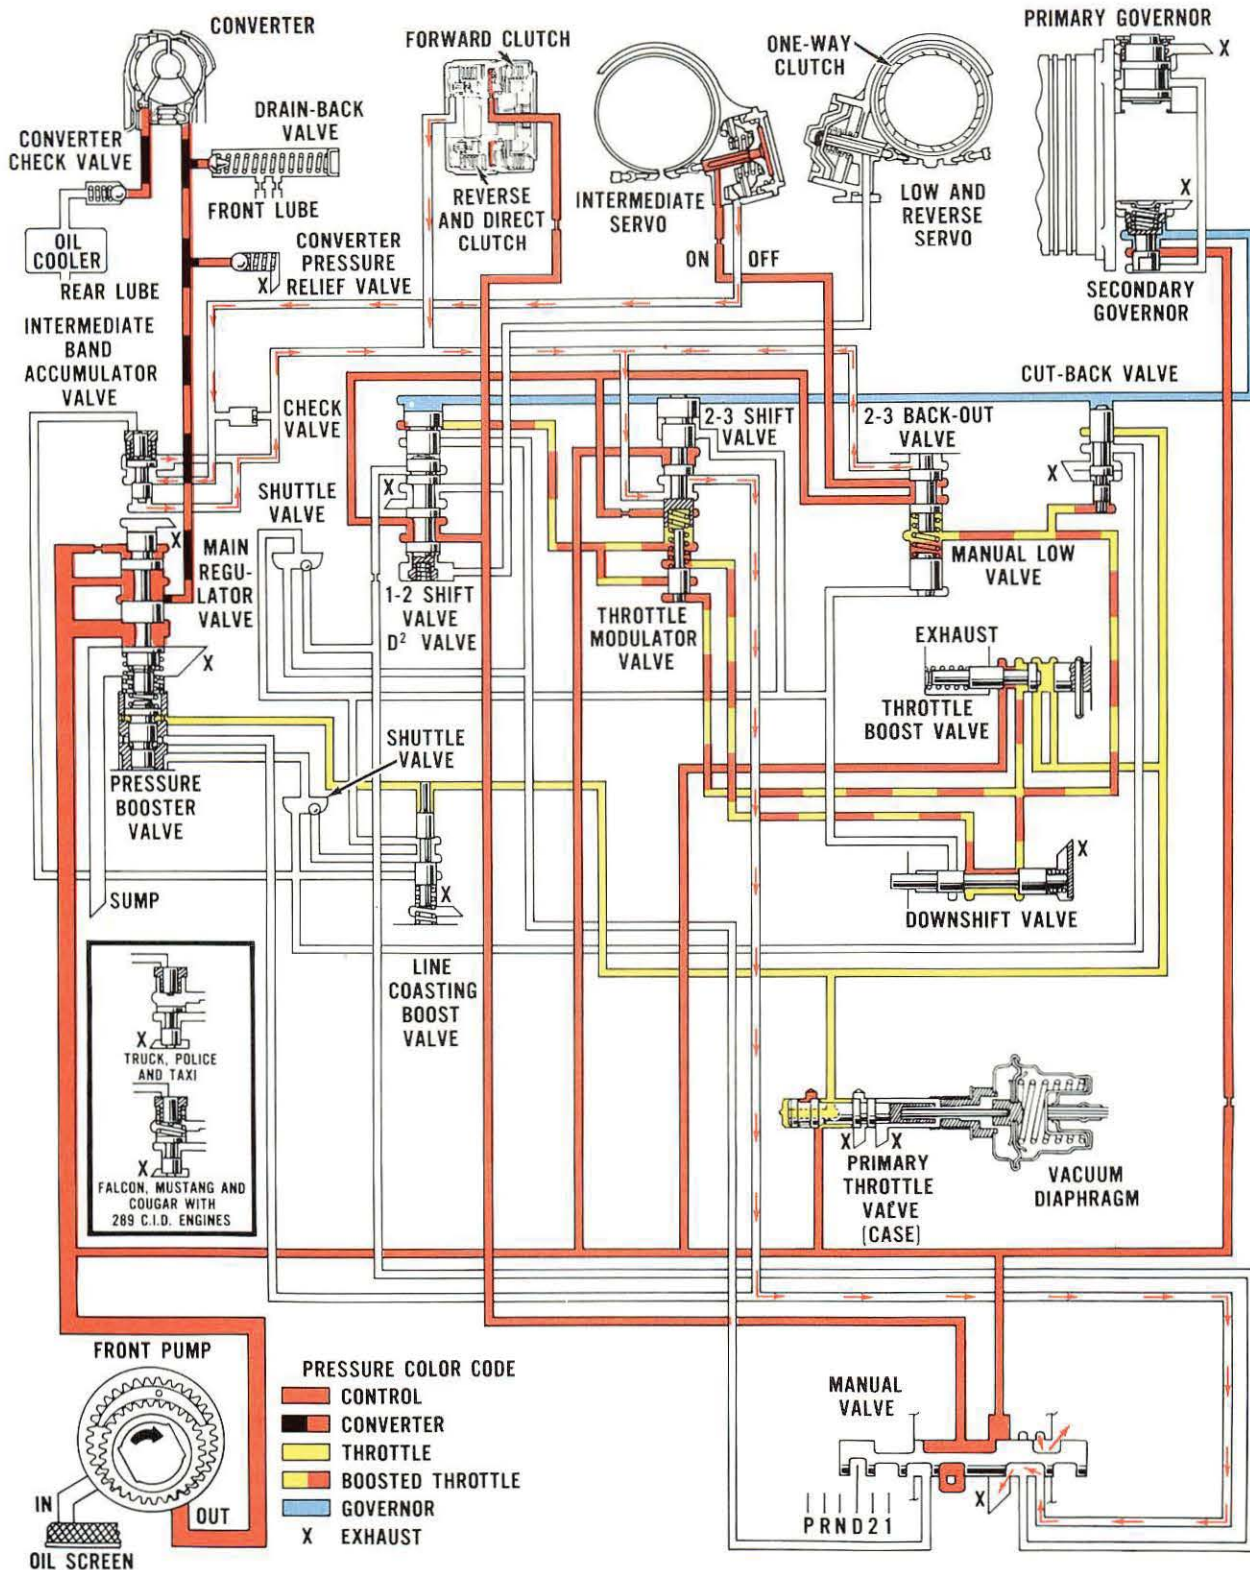 CONVERTER
FORWARD CLUTCH
ONE-WAY
CLUTCH
PRIMARY GOVERNOR
X
DRAIN-BACK
VALVE
CONVERTER
CHECK VALVE
FRONT LUBE
REVERSE
AND DIRECT
CLUTCH
INTERMEDIATE
SERVO
LOW AND
REVERSE
SERVO
X
OIL
COOLER
CONVERTER
PRESSURE
RELIEF VALVE
X
ON
OFF
REAR LUBE
SECONDARY
GOVERNOR
INTERMEDIATE
BAND
ACCUMULATOR
VALVE
CHECK
VALVE
2-3 SHIFT
VALVE
2-3 BACK-OUT
VALVE
CUT-BACK VALVE
X
SHUTTLE
VALVE
X
X
MAIN
REGU-
LATOR
VALVE
1-2 SHIFT
VALVE
D² VALVE
THROTTLE
MODULATOR
VALVE
MANUAL LOW
VALVE
X
EXHAUST
THROTTLE
BOOST VALVE
SHUTTLE
VALVE
PRESSURE
BOOSTER
VALVE
X
X
SUMP
DOWNSHIFT VALVE
LINE
COASTING
BOOST
VALVE
X
TRUCK, POLICE
AND TAXI
X
FALCON, MUSTANG AND
COUGAR WITH
289 C.I.D. ENGINES
X
X
PRIMARY
THROTTLE
VALVE
(CASE)
VACUUM
DIAPHRAGM
FRONT PUMP
IN
OUT
OIL SCREEN
PRESSURE COLOR CODE
CONTROL
CONVERTER
THROTTLE
BOOSTED THROTTLE
GOVERNOR
X EXHAUST
MANUAL
VALVE
X
P R N D 2 1